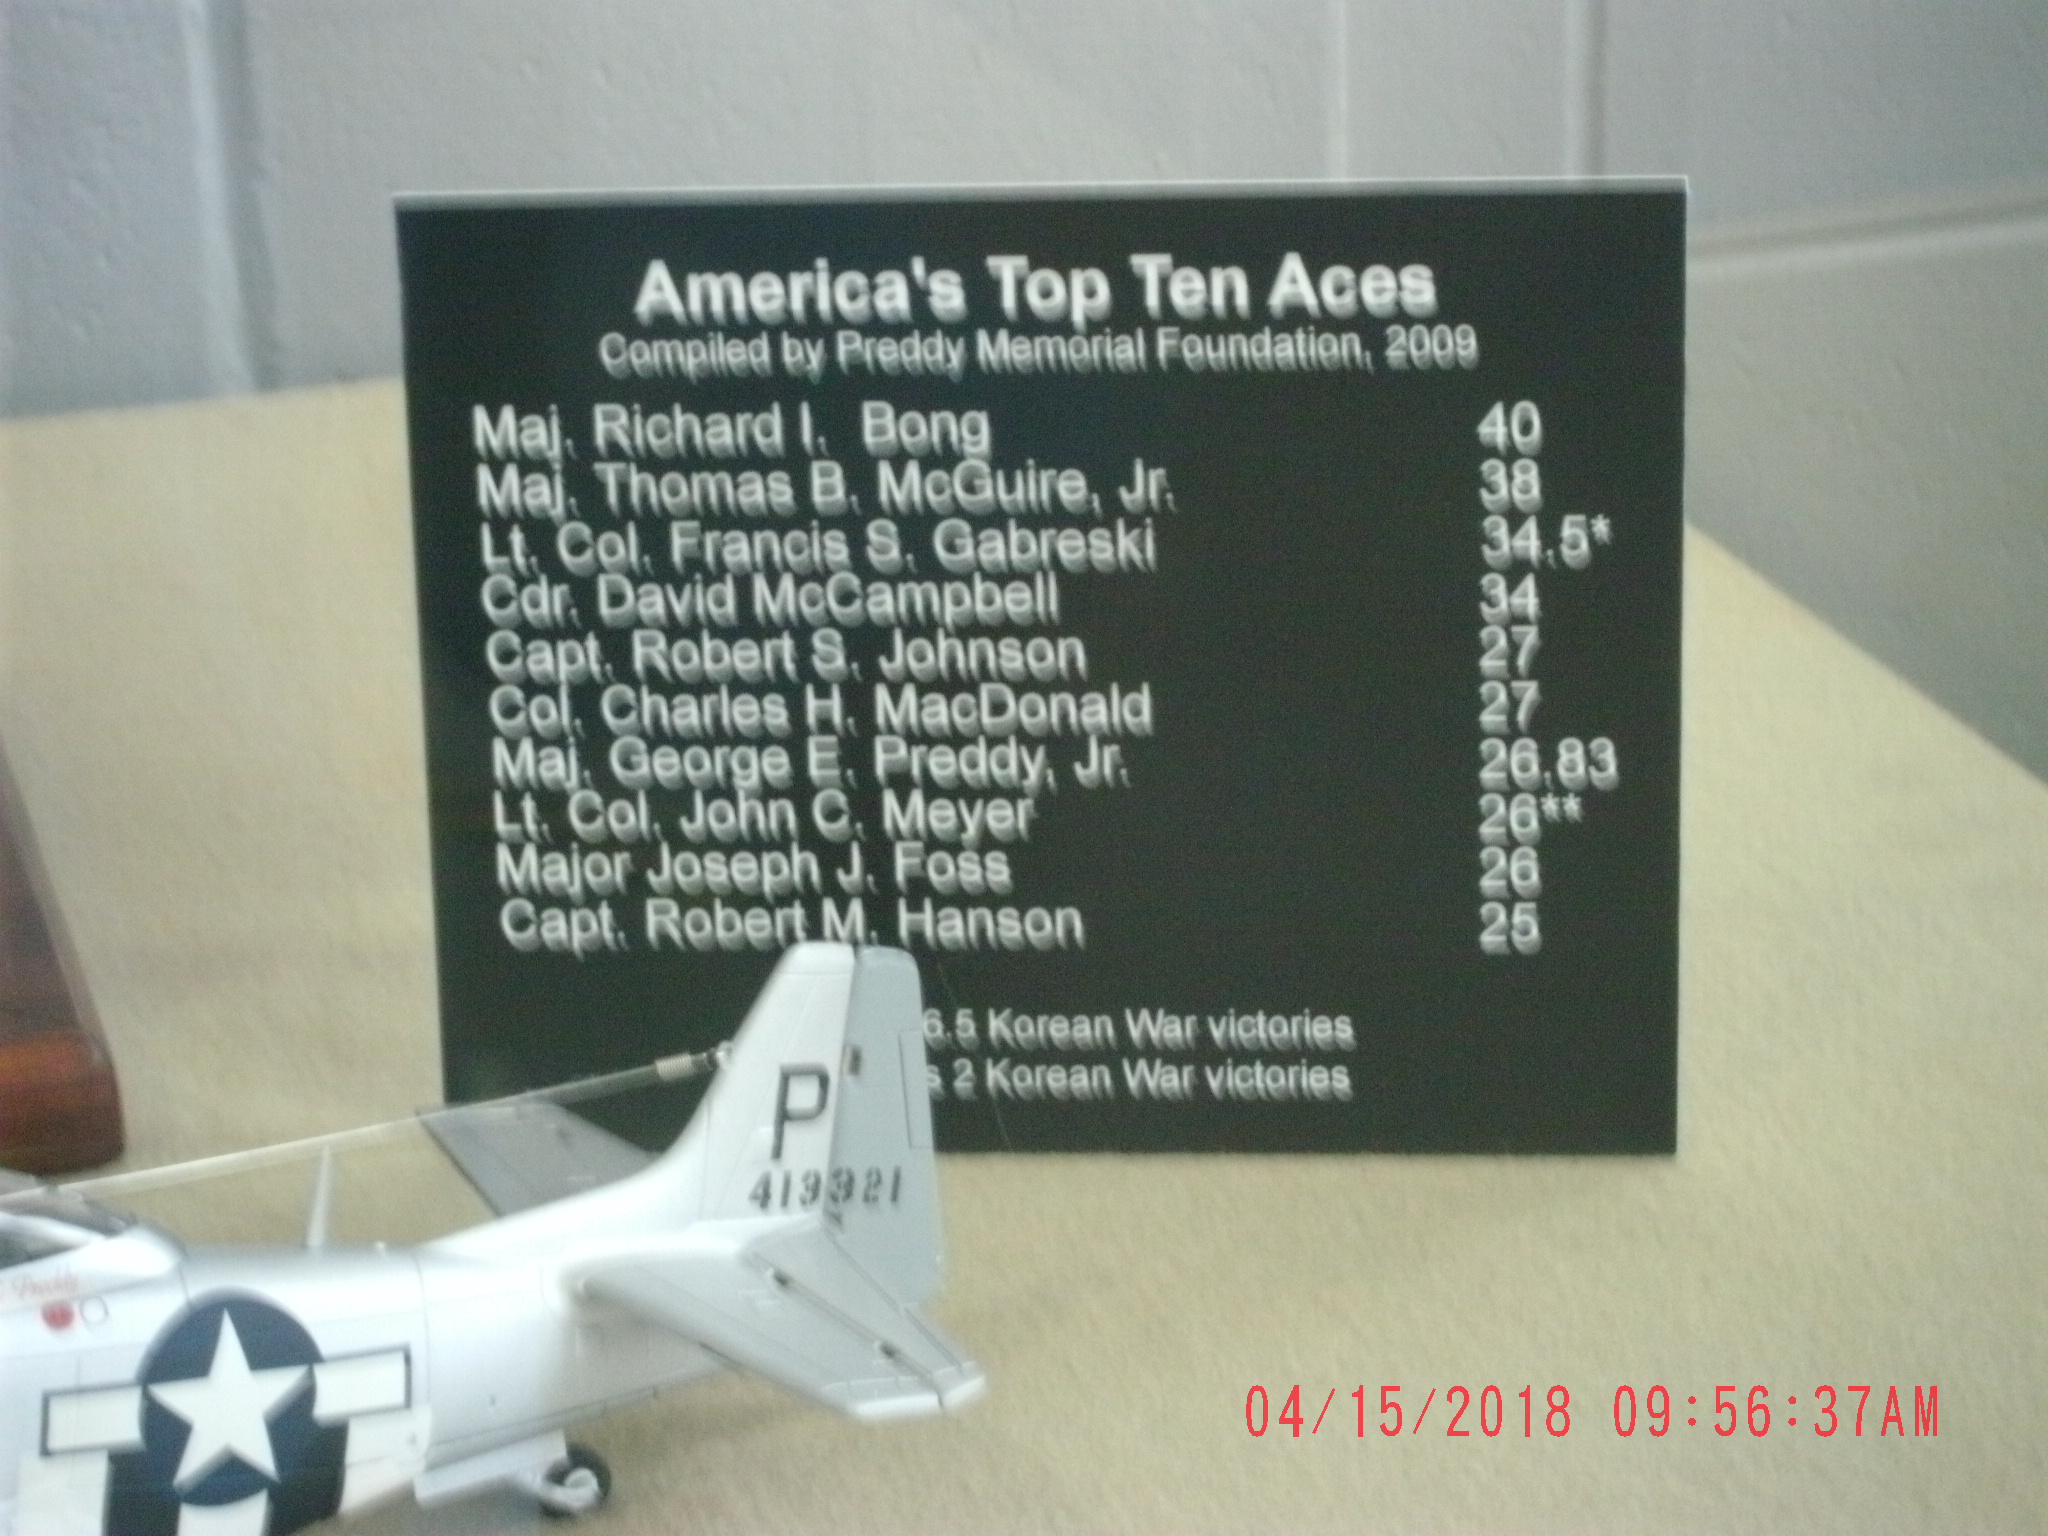 America's Top Ten Aces
Compiled by Preddy Memorial Foundation, 2009
Maj. Richard I. Bong 40
Maj. Thomas B. McGuire, Jr. 38
Lt. Col. Francis S. Gabreski 34.5*
Cdr. David McCampbell 34
Capt. Robert S. Johnson 27
Col. Charles H. MacDonald 27
Maj. George E. Preddy, Jr. 26.83
Lt. Col. John C. Meyer 26**
Major Joseph J. Foss 26
Capt. Robert M. Hanson 25
6.5 Korean War victories
s 2 Korean War victories
P
413321
Preddy
04/15/2018 09:56:37AM